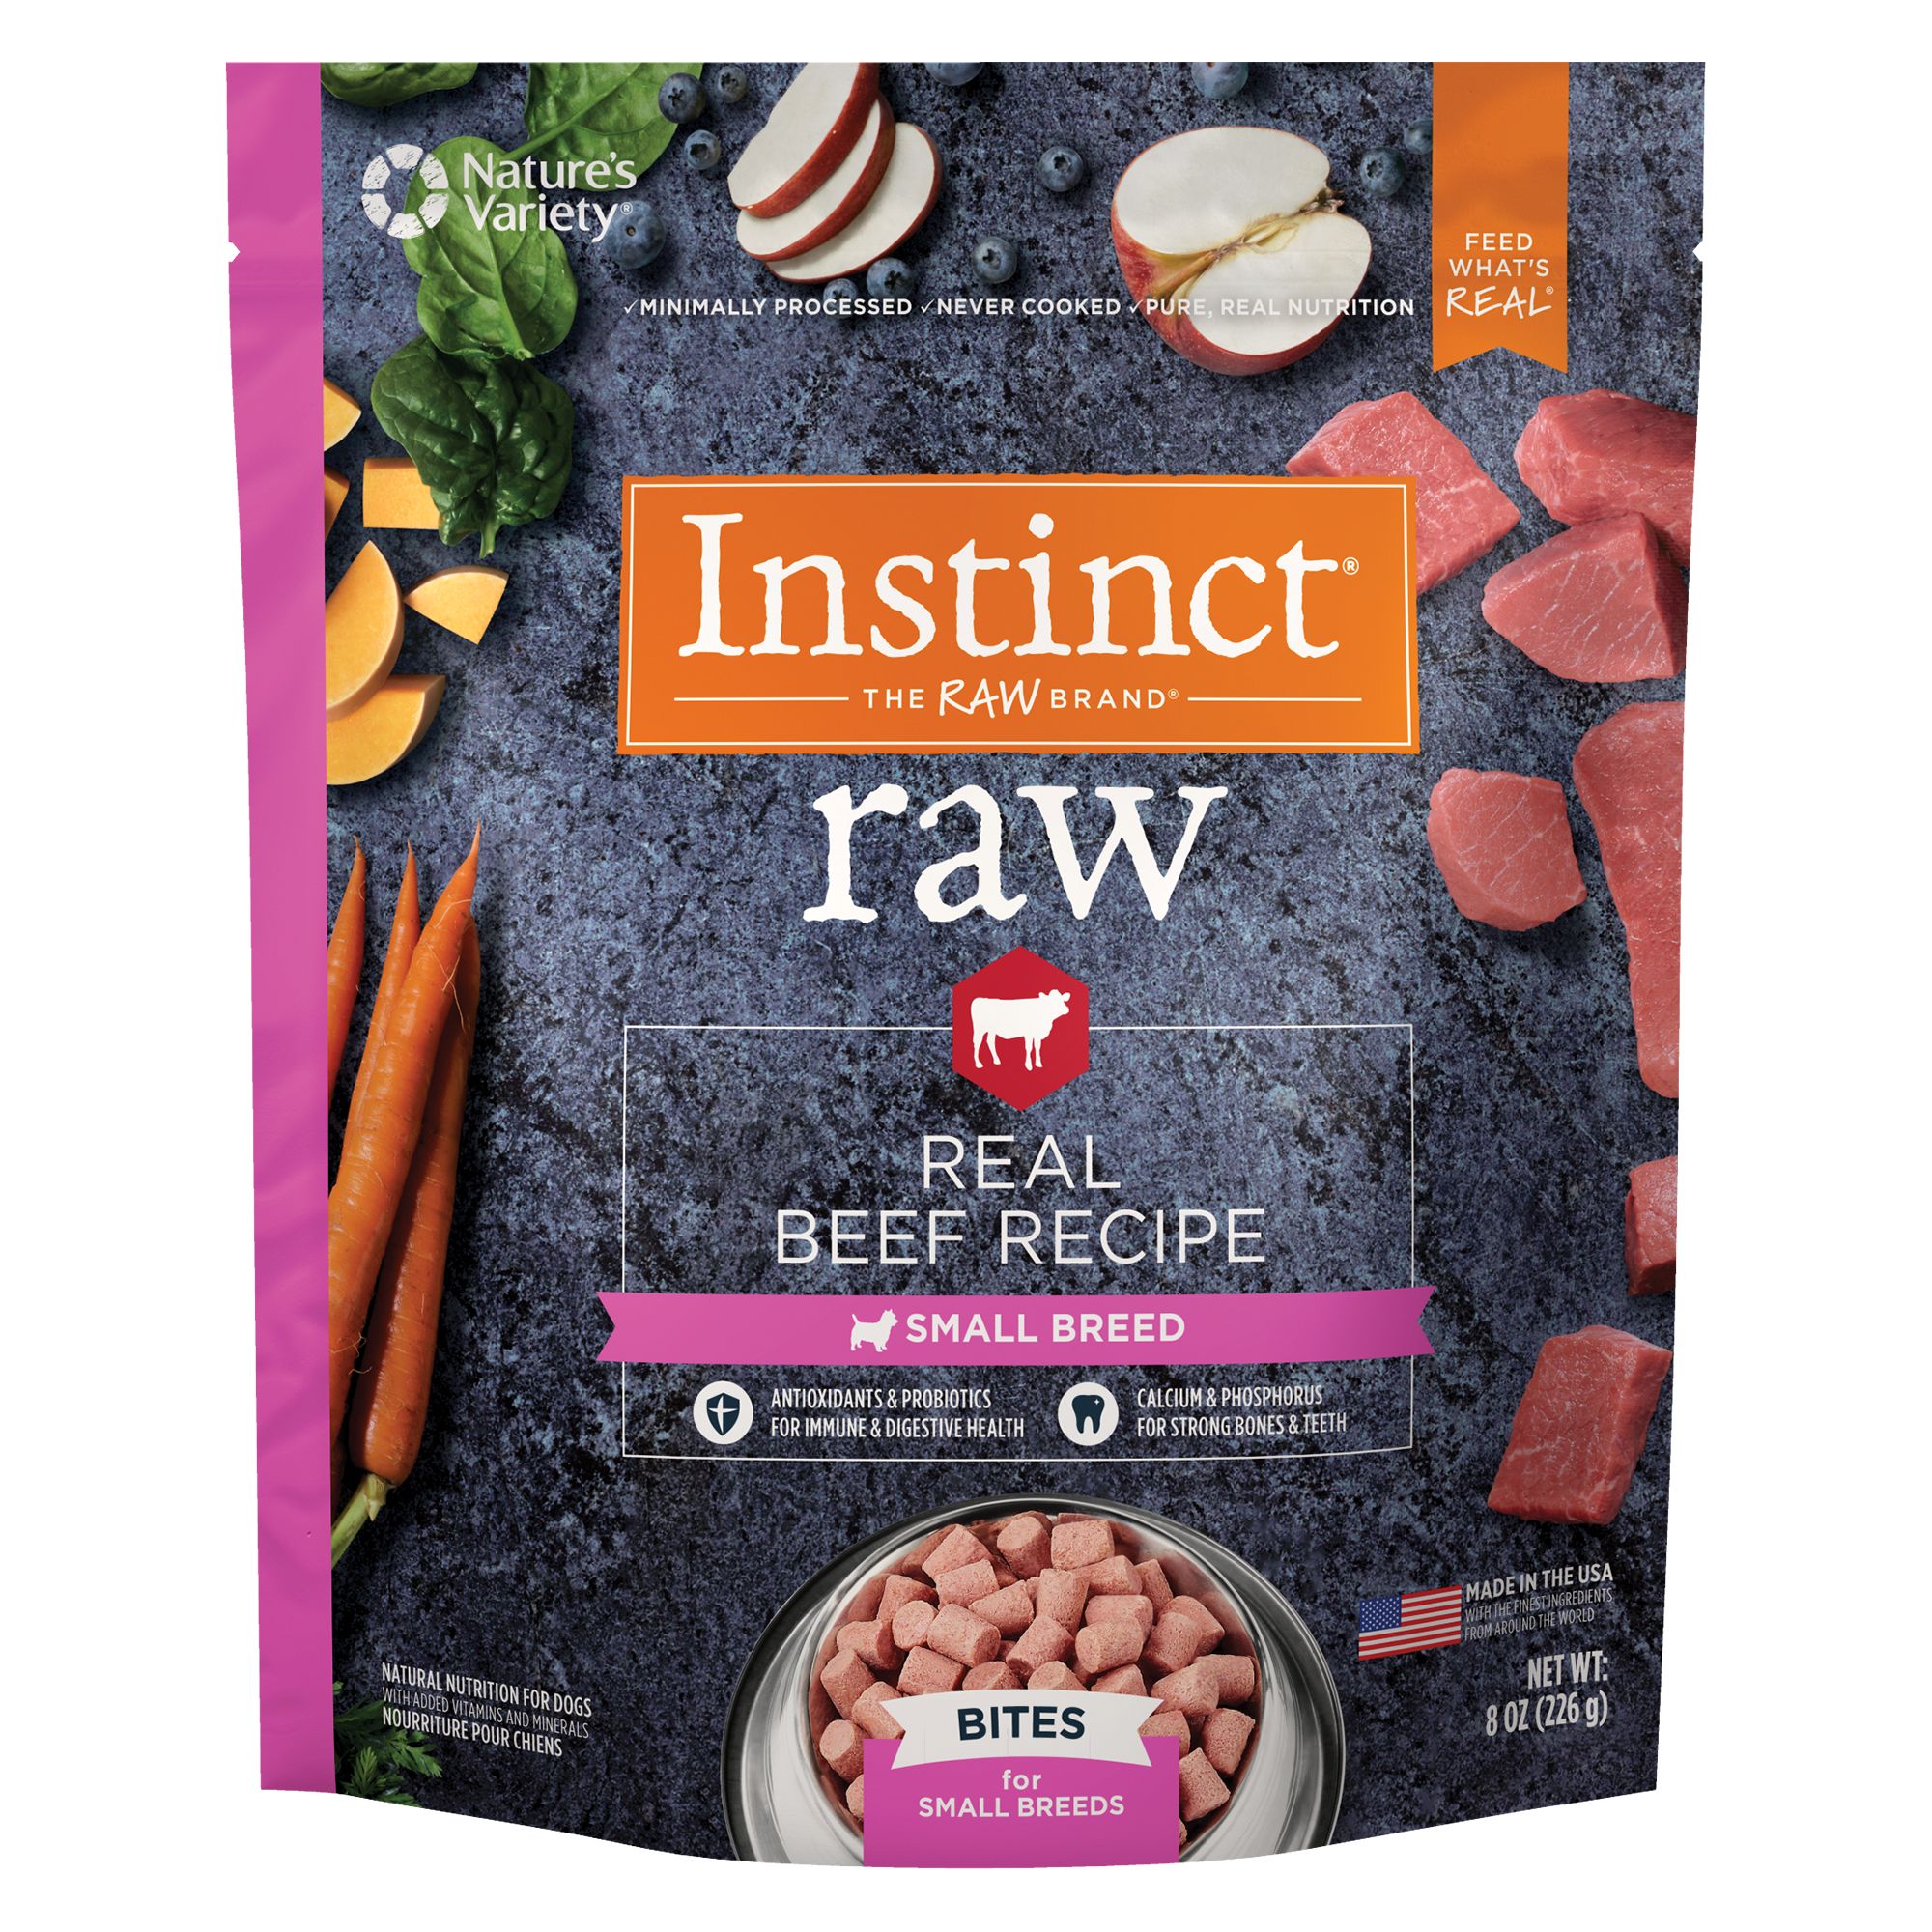 Nature's
Variety®
✓MINIMALLY PROCESSED ✓NEVER COOKED ✓PURE, REAL NUTRITION
FEED
WHAT'S
REAL®
Instinct®
THE RAW BRAND®
raw
REAL
BEEF RECIPE
SMALL BREED
ANTIOXIDANTS & PROBIOTICS
FOR IMMUNE & DIGESTIVE HEALTH
CALCIUM & PHOSPHORUS
FOR STRONG BONES & TEETH
MADE IN THE USA
WITH THE FINEST INGREDIENTS
FROM AROUND THE WORLD
NET WT:
8 OZ (226 g)
NATURAL NUTRITION FOR DOGS
WITH ADDED VITAMINS AND MINERALS
NOURRITURE POUR CHIENS
BITES
for
SMALL BREEDS